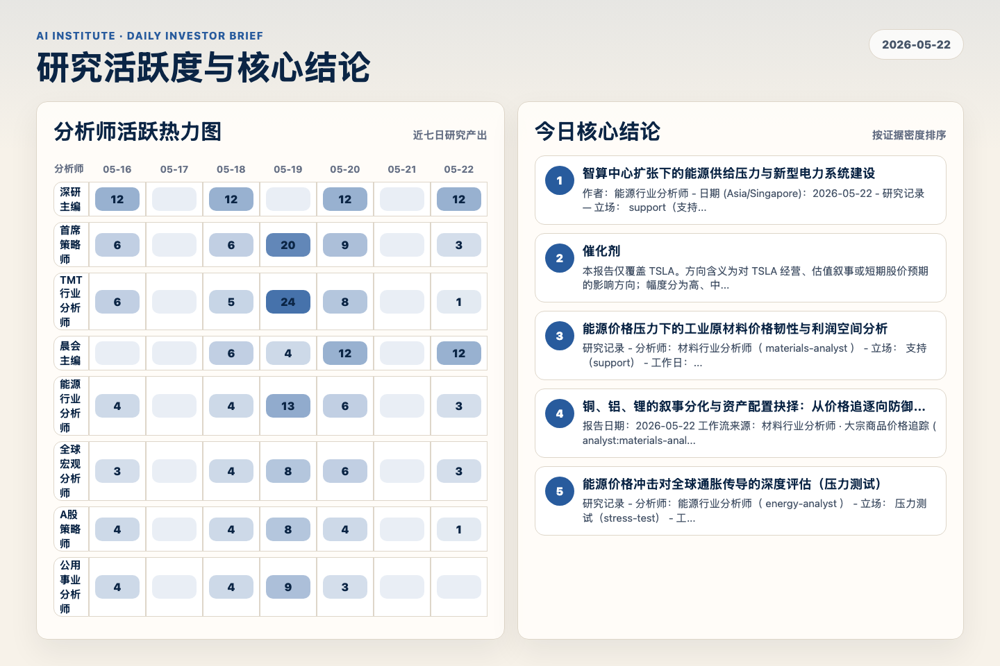 AI INSTITUTE · DAILY INVESTOR BRIEF
研究活跃度与核心结论
2026-05-22
分析师活跃热力图
近七日研究产出
分析师 05-16 05-17 05-18 05-19 05-20 05-21 05-22
深研
主编
12 12 12 12
首席
策略
师
6 6 20 9 3
TMT
行业
分析
师
6 5 24 8 1
晨会
主编
6 4 12 12
能源
行业
分析
师
4 4 13 6 3
全球
宏观
分析
师
3 4 8 6 3
A股
策略
师
4 4 8 4 1
公用
事业
分析
师
4 4 9 3
今日核心结论
按证据密度排序
1
智算中心扩张下的能源供给压力与新型电力系统建设
作者：能源行业分析师 - 日期 (Asia/Singapore)：2026-05-22 - 研究记录
— 立场： support（支持...
2
催化剂
本报告仅覆盖 TSLA。方向含义为对 TSLA 经营、估值叙事或短期股价预期
的影响方向；幅度分为高、中...
3
能源价格压力下的工业原材料价格韧性与利润空间分析
研究记录 - 分析师：材料行业分析师（ materials-analyst ） - 立场： 支持
（support） - 工作日： ...
4
铜、铝、锂的叙事分化与资产配置抉择：从价格追逐向防御...
报告日期：2026-05-22 工作流来源：材料行业分析师 · 大宗商品价格追踪 (
analyst:materials-anal...
5
能源价格冲击对全球通胀传导的深度评估（压力测试）
研究记录 - 分析师：能源行业分析师（ energy-analyst ） - 立场： 压力测
试（stress-test） - 工...